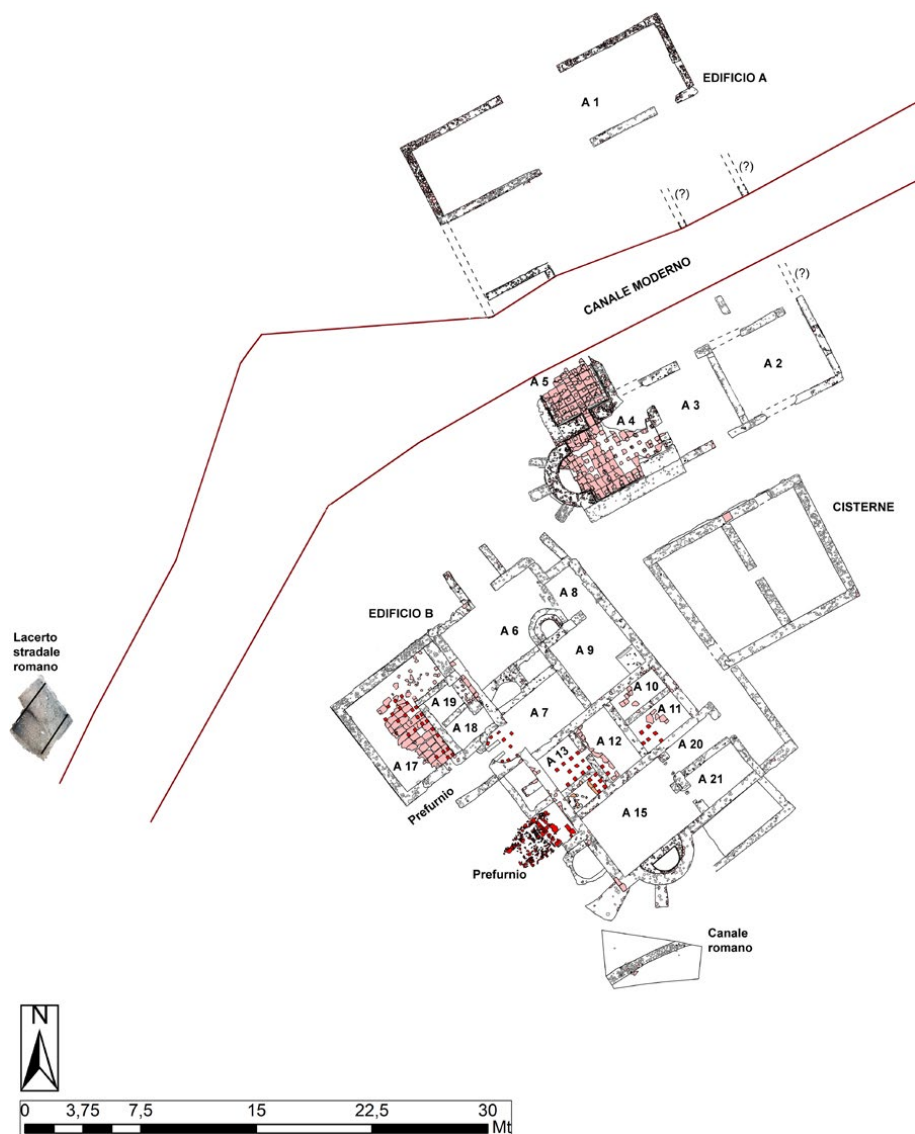 EDIFICIO A
A 1
(?)
(?)
CANALE MODERNO
(?)
A 2
A 5
A 3
A 4
CISTERNE
A 8
EDIFICIO B
A 6
A 9
Lacerto
stradale
romano
A 10
A 19
A 11
A 7
A 18
A 12
A 20
A 13
A 17
A 21
Prefurnio
A 15
Prefurnio
Canale
romano
N
0 3,75 7,5 15 22,5 30
Mt